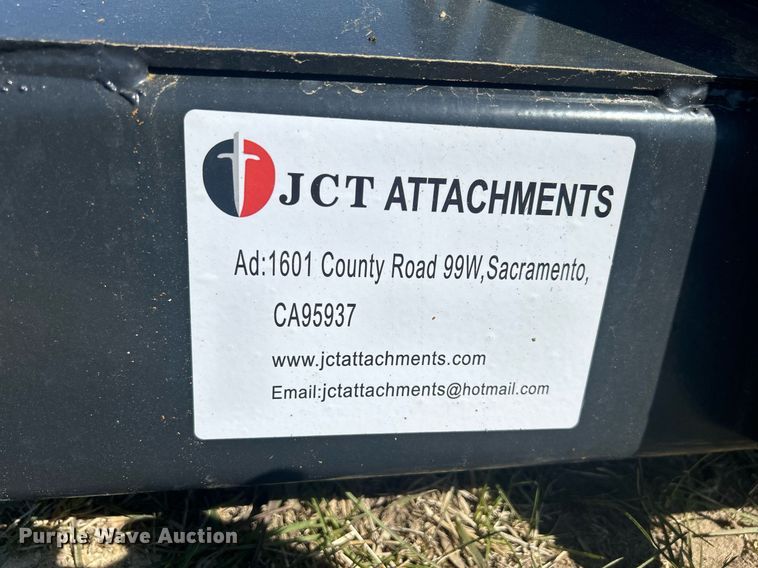 JCT ATTACHMENTS
Ad:1601 County Road 99W,Sacramento,
CA95937
www.jctattachments.com
Email:jctattachments@hotmail.com
Purple Wave Auction